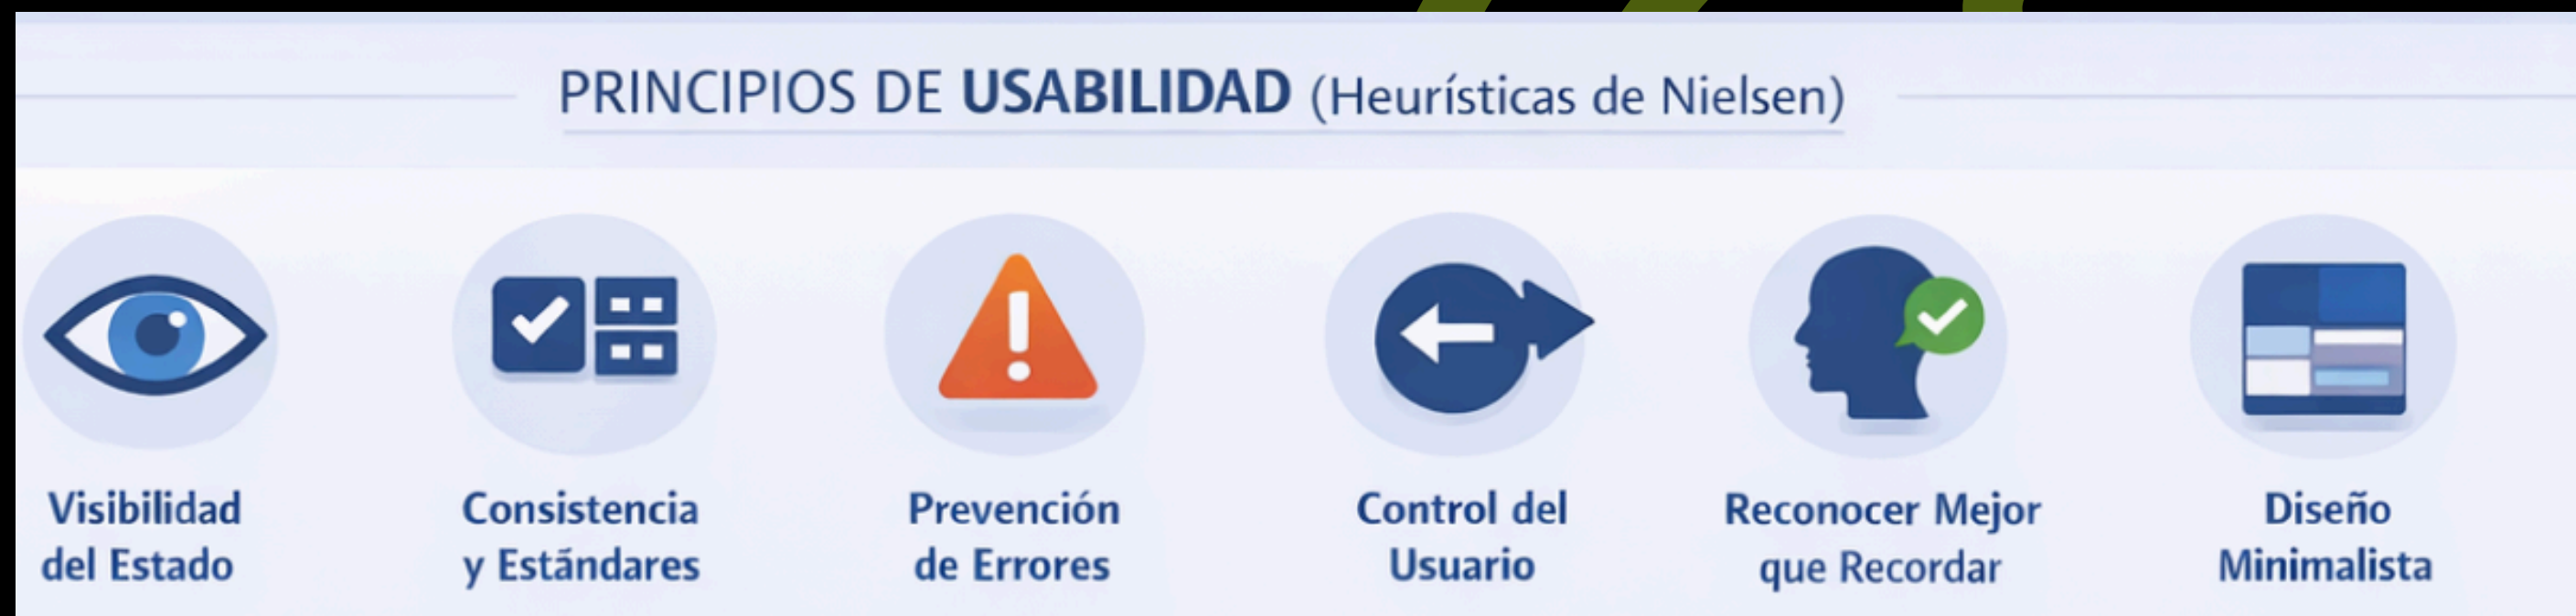 PRINCIPIOS DE USABILIDAD (Heurísticas de Nielsen)
Visibilidad
del Estado
Consistencia
y Estándares
Prevención
de Errores
Control del
Usuario
Reconocer Mejor
que Recordar
Diseño
Minimalista